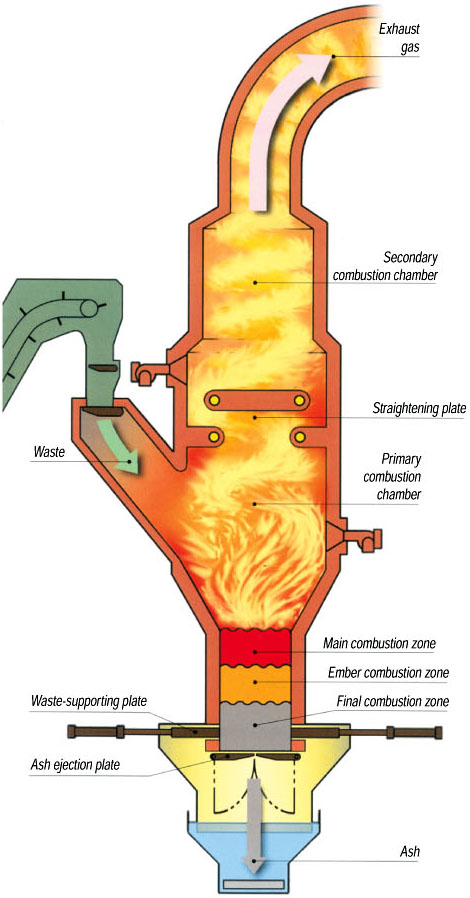 Exhaust
gas
Secondary
combustion chamber
Straightening plate
Waste
Primary
combustion
chamber
Main combustion zone
Ember combustion zone
Waste-supporting plate
Final combustion zone
Ash ejection plate
Ash